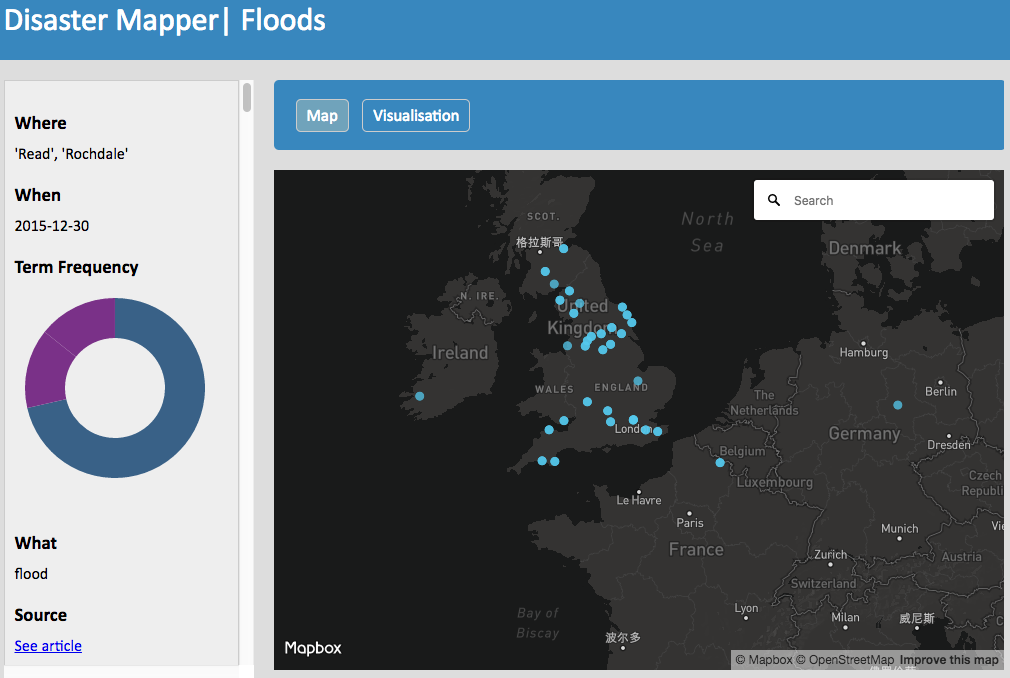 Disaster Mapper| Floods
Where
'Read', 'Rochdale'
When
2015-12-30
Term Frequency
What
flood
Source
See article
Map
Visualisation
Search
SCOT.
North
Sea
格拉斯哥
Denmark
N. IRE.
United
Kingdom
Ireland
Hamburg
WALES
ENGLAND
The
Netherlands
Berlin
London
Germany
Dresden
Belgium
Luxembourg
Czech
Republi
Le Havre
Paris
Munich
Vie
France
Zurich
Austria
Switzerland
Bay of
Biscay
Lyon
Milan
威尼斯
波尔多
Mapbox
© Mapbox © OpenStreetMap Improve this map